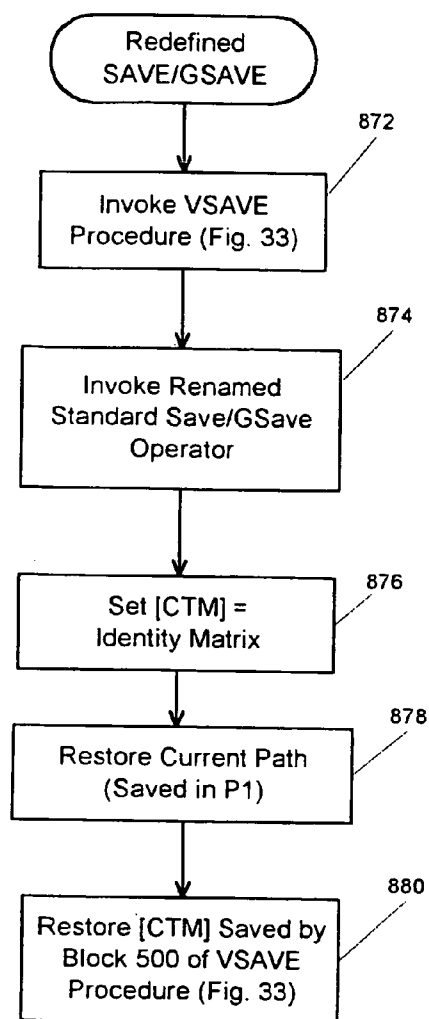 Redefined
SAVE/GSAVE
872
Invoke VSAVE
Procedure (Fig. 33)
874
Invoke Renamed
Standard Save/GSave
Operator
876
Set [CTM] =
Identity Matrix
878
Restore Current Path
(Saved in P1)
880
Restore [CTM] Saved by
Block 500 of VSAVE
Procedure (Fig. 33)